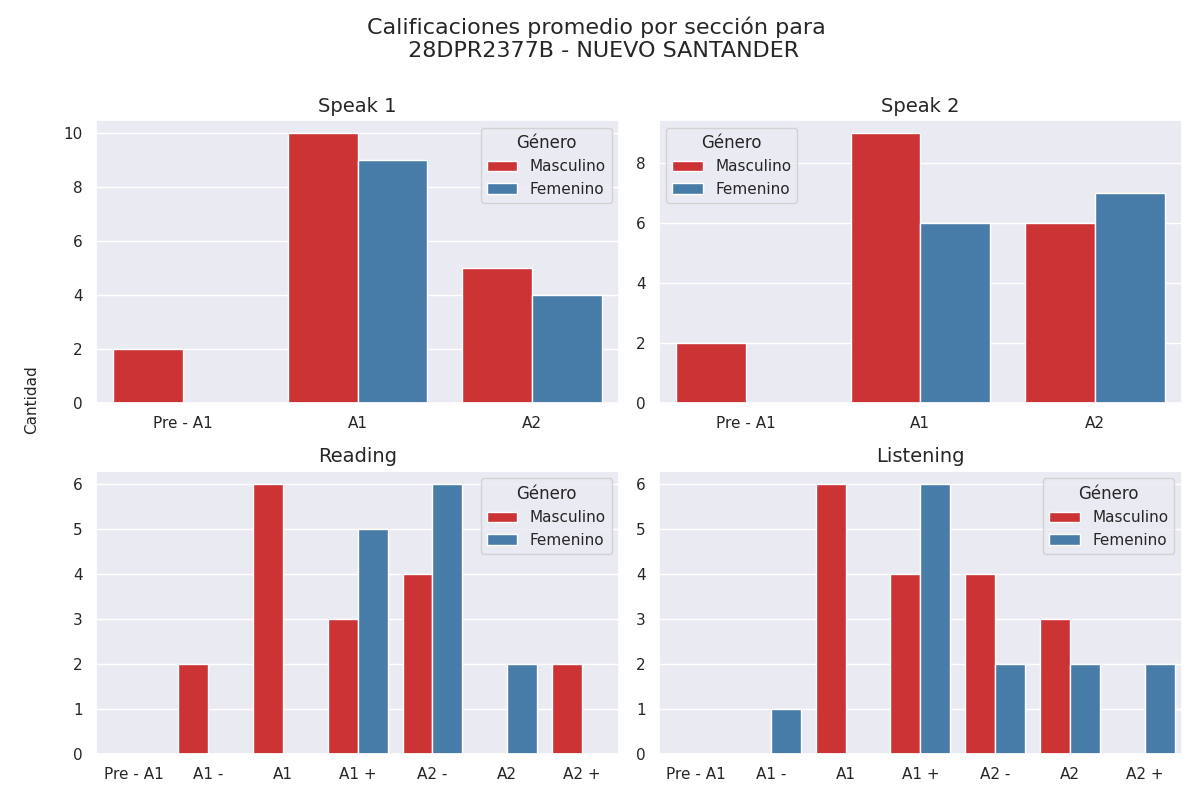 Calificaciones promedio por sección para
28DPR2377B - NUEVO SANTANDER
Speak 1
10
8
6
4
2
0
Género
Masculino
Femenino
Pre - A1
A1
A2
Speak 2
8
6
4
2
0
Género
Masculino
Femenino
Pre - A1
A1
A2
Cantidad
Reading
6
5
4
3
2
1
0
Género
Masculino
Femenino
Pre - A1
A1 -
A1
A1 +
A2 -
A2
A2 +
Listening
6
5
4
3
2
1
0
Género
Masculino
Femenino
Pre - A1
A1 -
A1
A1 +
A2 -
A2
A2 +